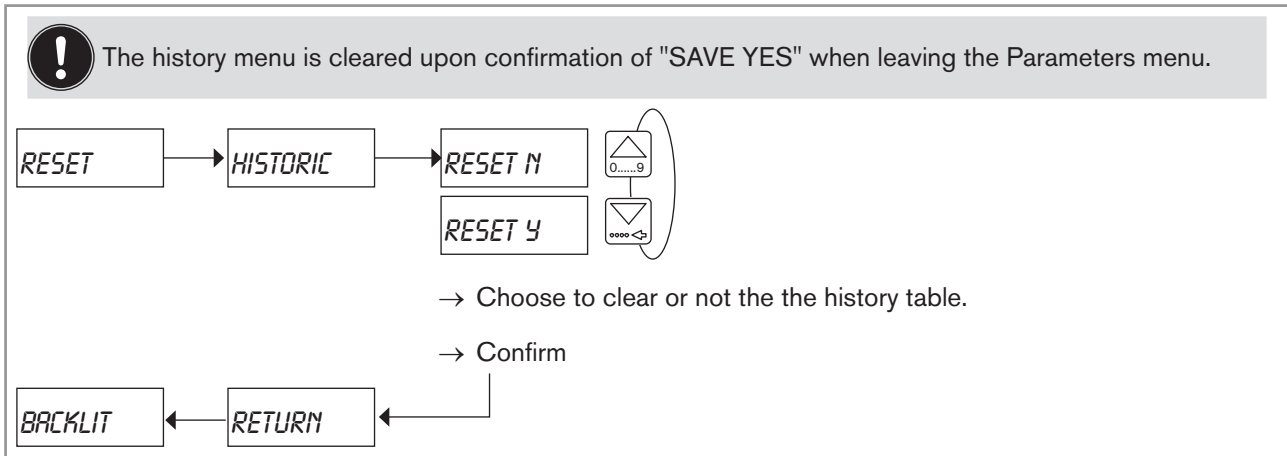 The history menu is cleared upon confirmation of "SAVE YES" when leaving the Parameters menu.
RESET
HISTORIC
RESET N
0......9
RESET Y
→ Choose to clear or not the the history table.
→ Confirm
BACKLIT
RETURN